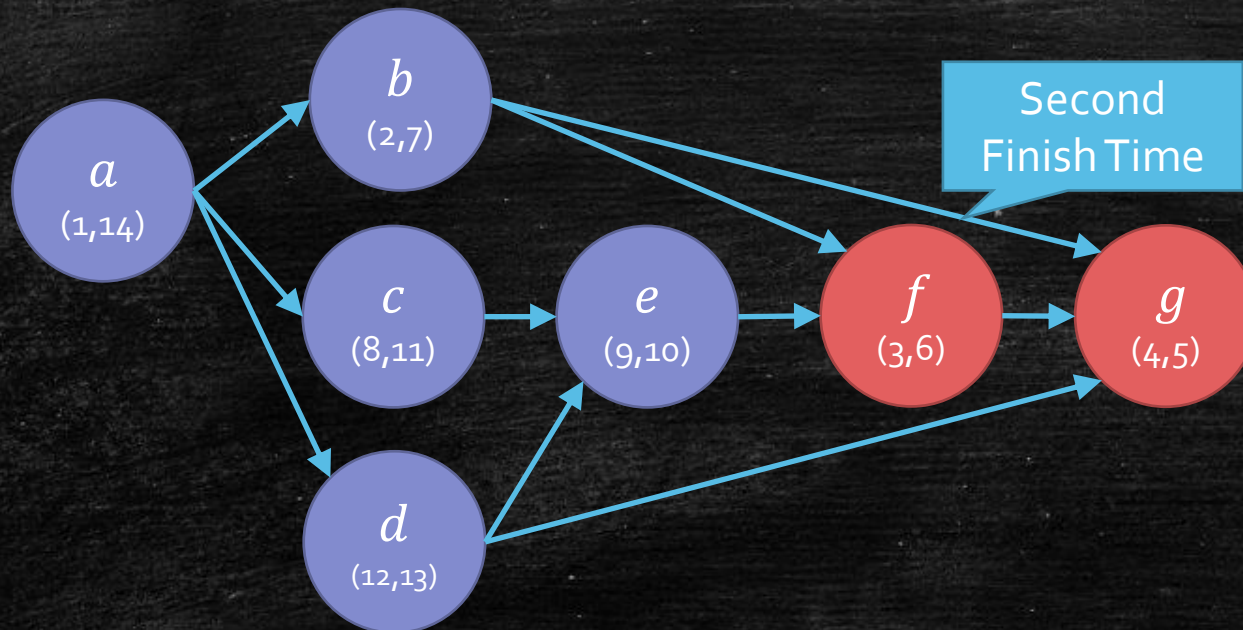 b
(2,7)
Second
Finish Time
a
(1,14)
c
(8,11)
e
(9,10)
f
(3,6)
g
(4,5)
d
(12,13)